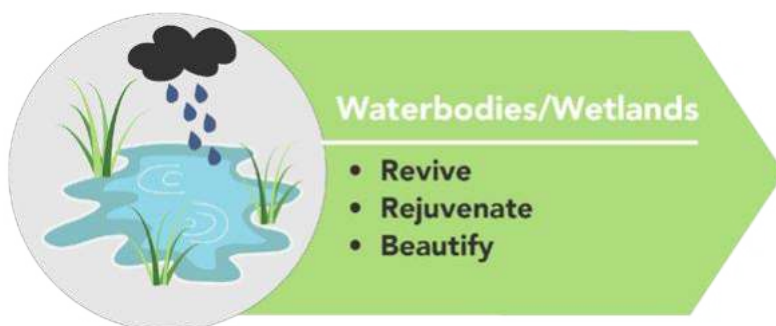 Waterbodies/Wetlands
• Revive
• Rejuvenate
• Beautify